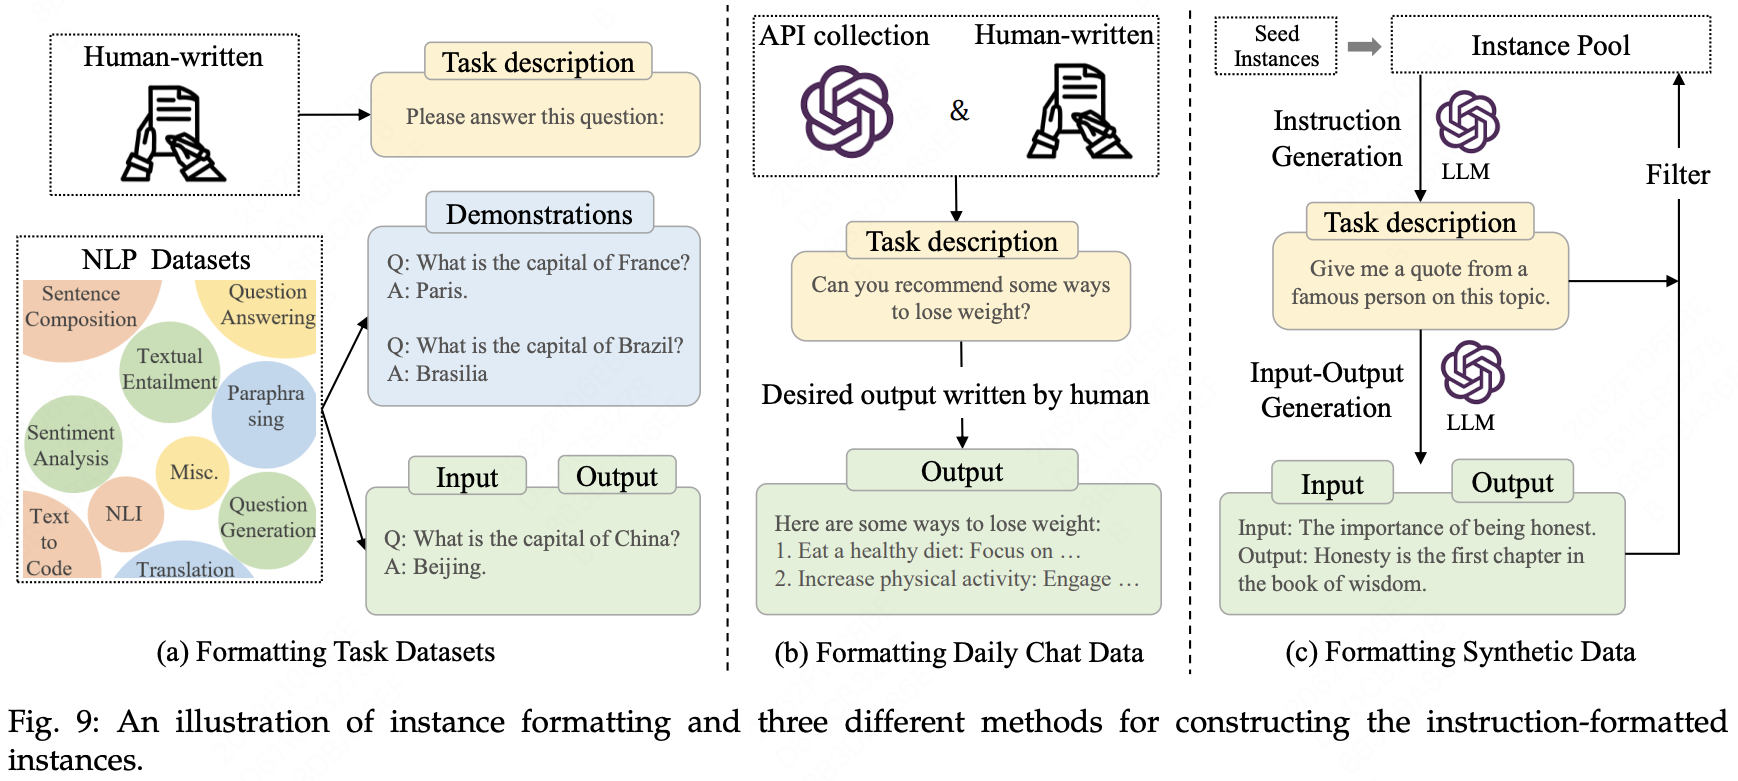 Human-written
Task description
Please answer this question:
NLP Datasets
Sentence
Composition
Question
Answering
Textual
Entailment
Paraphra
sing
Sentiment
Analysis
Misc.
NLI
Question
Generation
Text
to
Code
Translation
Demonstrations
Q: What is the capital of France?
A: Paris.
Q: What is the capital of Brazil?
A: Brasilia
Input
Output
Q: What is the capital of China?
A: Beijing.
(a) Formatting Task Datasets
API collection
&
Human-written
Task description
Can you recommend some ways
to lose weight?
Desired output written by human
Output
Here are some ways to lose weight:
1. Eat a healthy diet: Focus on …
2. Increase physical activity: Engage …
(b) Formatting Daily Chat Data
Seed
Instances
Instance Pool
Instruction
Generation
LLM
Filter
Task description
Give me a quote from a
famous person on this topic.
Input-Output
Generation
LLM
Input
Output
Input: The importance of being honest.
Output: Honesty is the first chapter in
the book of wisdom.
(c) Formatting Synthetic Data
Fig. 9: An illustration of instance formatting and three different methods for constructing the instruction-formatted
instances.